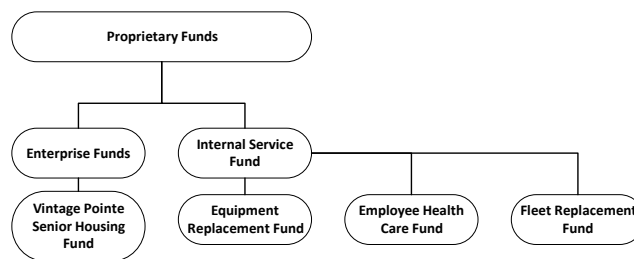 Proprietary Funds
Enterprise Funds
Internal Service
Fund
Vintage Pointe
Senior Housing
Fund
Equipment
Replacement Fund
Employee Health
Care Fund
Fleet Replacement
Fund